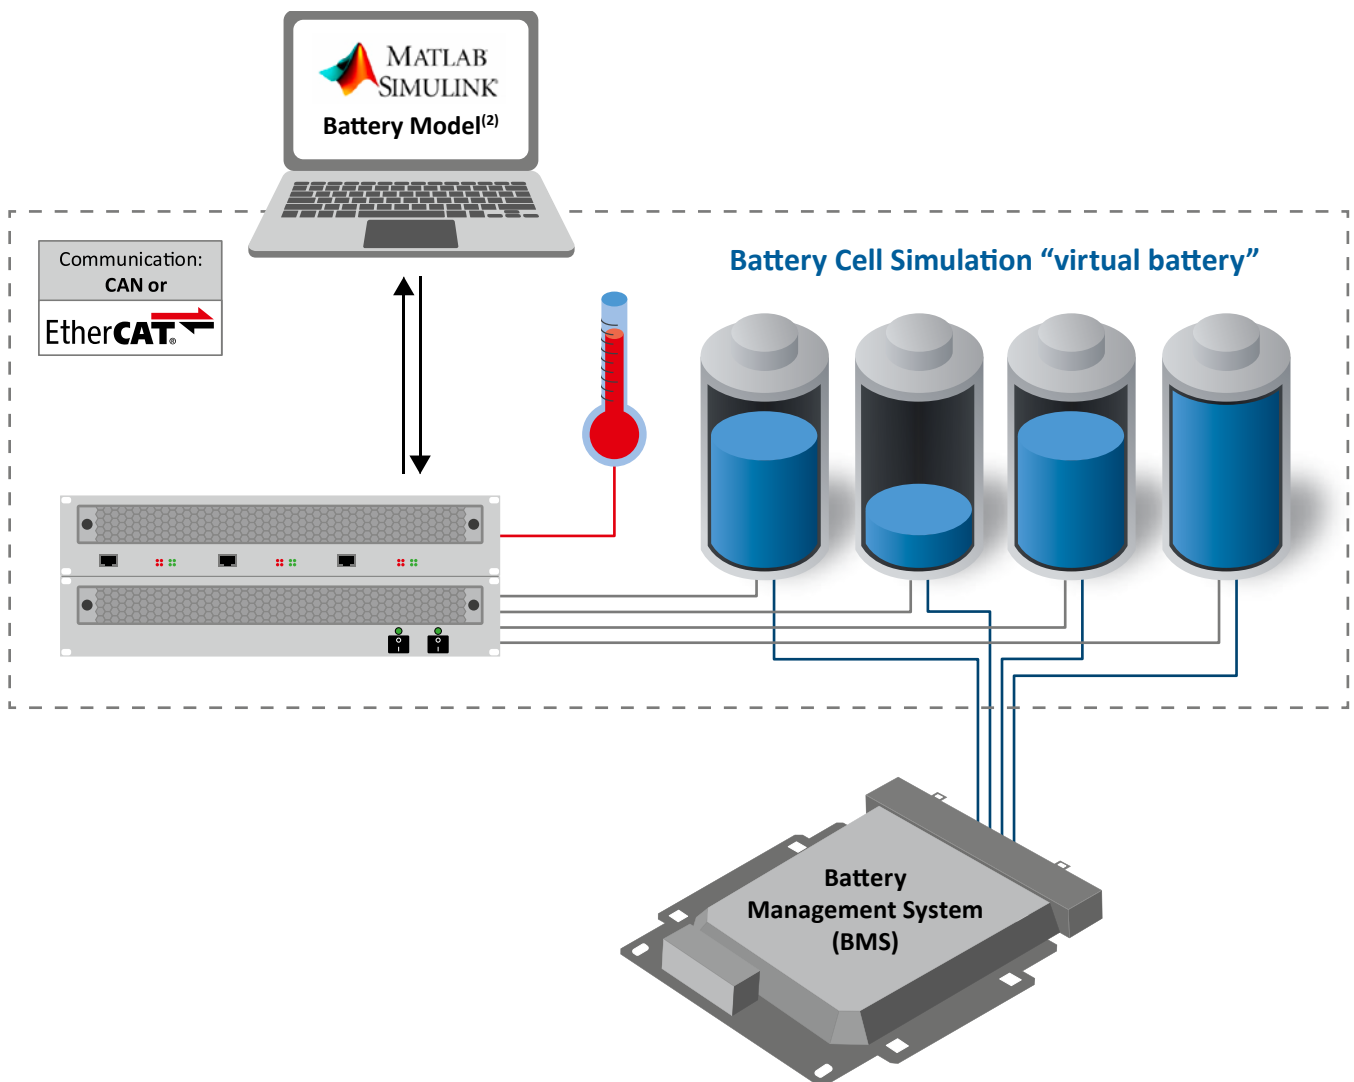 MATLAB
SIMULINK®
Battery Model(2)
Communication:
CAN or
EtherCAT®
Battery Cell Simulation “virtual battery”
Battery
Management System
(BMS)